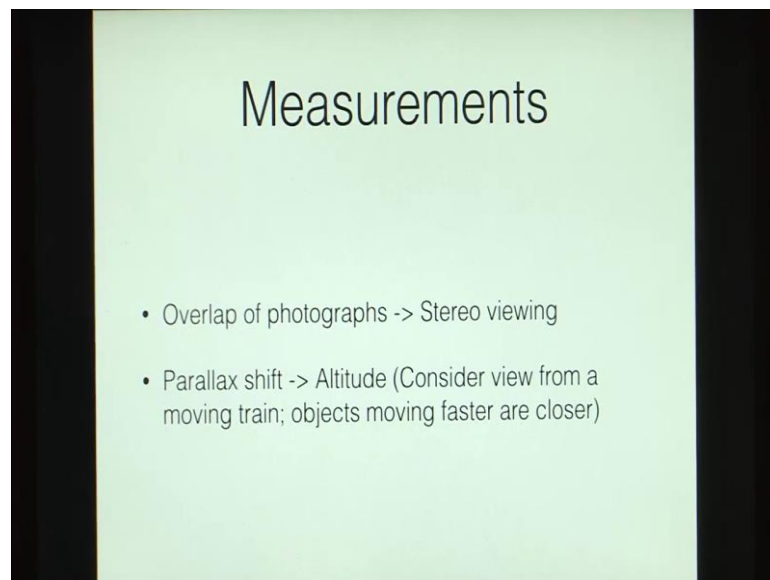 Measurements
• Overlap of photographs -> Stereo viewing
• Parallax shift -> Altitude (Consider view from a
moving train; objects moving faster are closer)